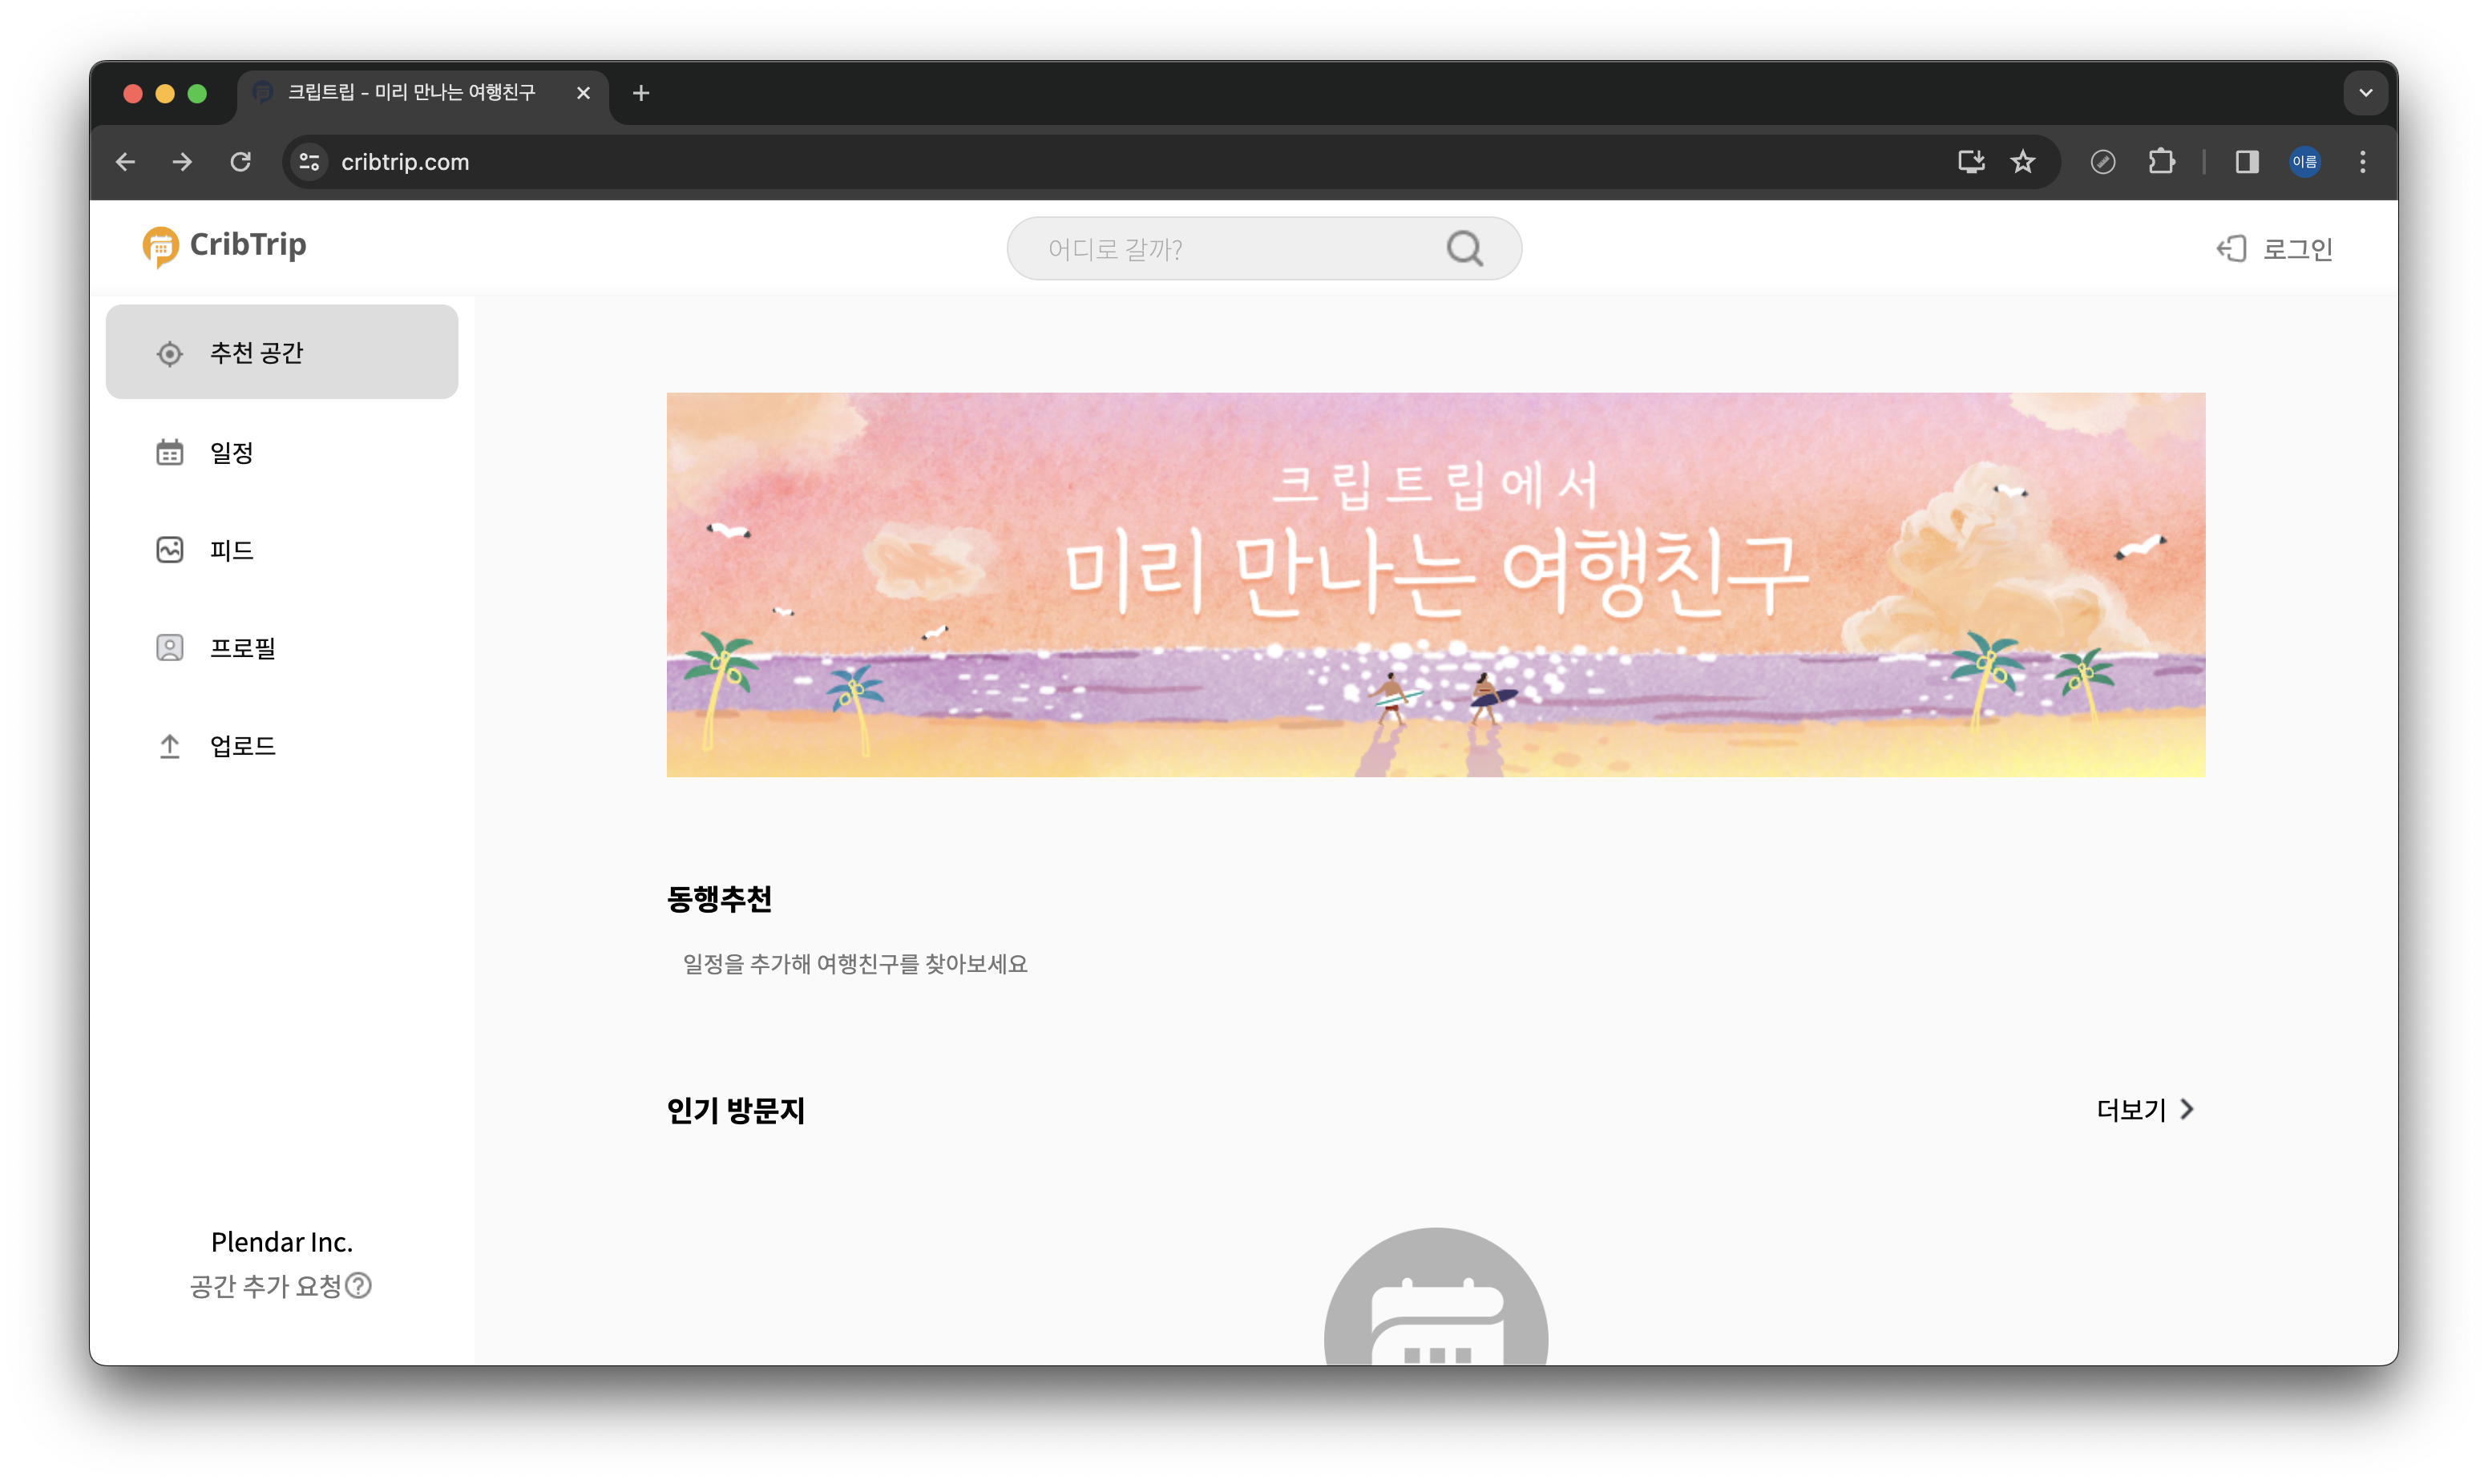 크립트립 - 미리 만나는 여행친구
cribtrip.com
이름
CribTrip
어디로 갈까?
로그인
추천 공간
일정
피드
프로필
업로드
크립트립에서
미리 만나는 여행친구
동행추천
일정을 추가해 여행친구를 찾아보세요
인기 방문지
더보기
Plendar Inc.
공간 추가 요청?